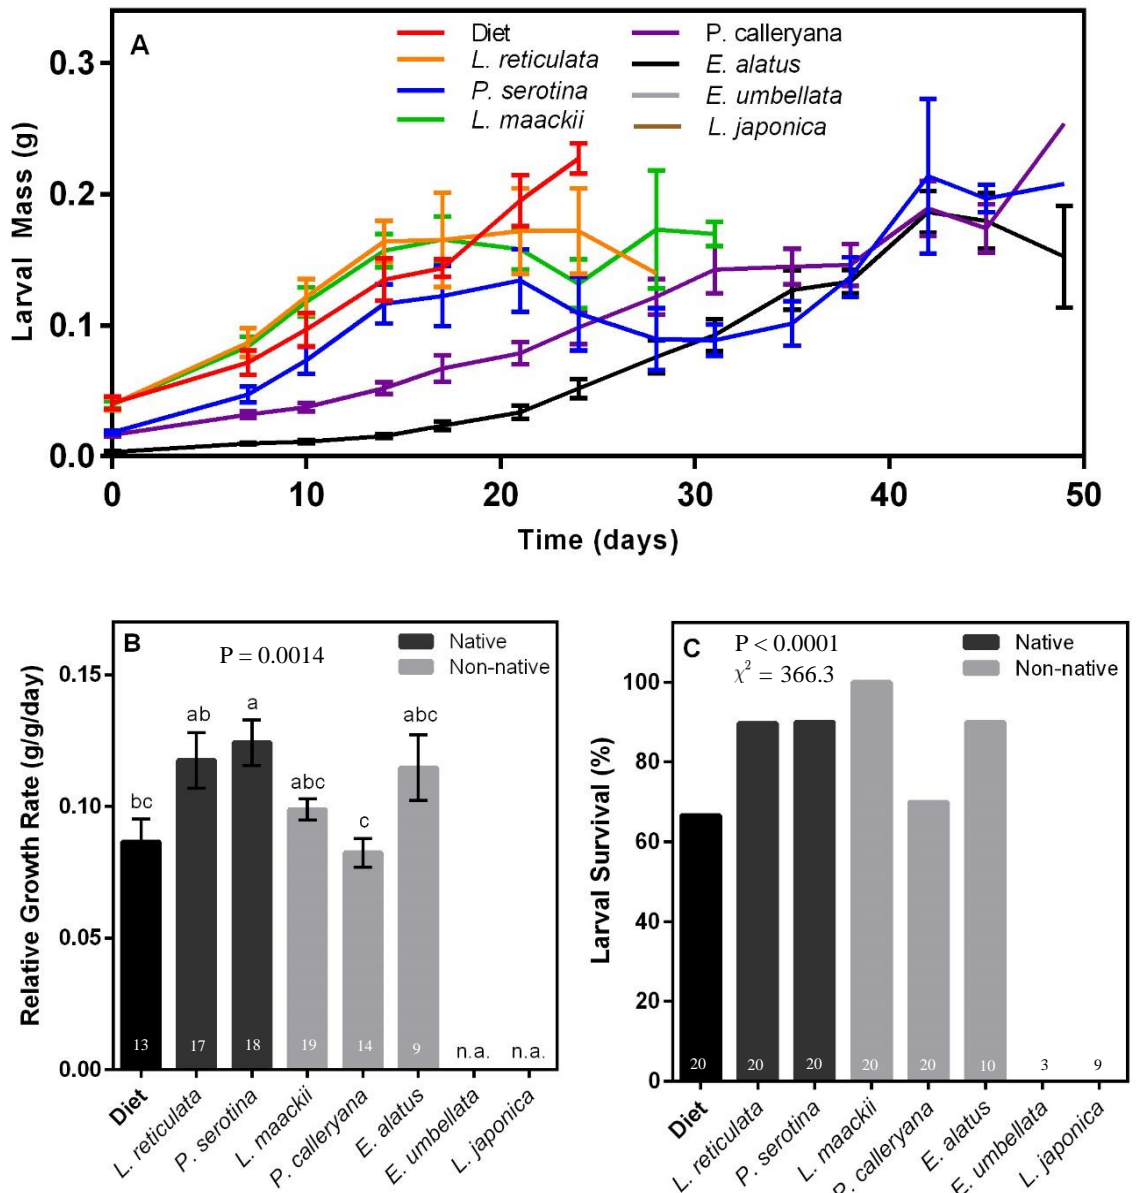 A
Diet
L. reticulata
P. serotina
L. maackii
P. calleryana
E. alatus
E. umbellata
L. japonica
Larval Mass (g)
0.3
0.2
0.1
0.0
0 10 20 30 40 50
Time (days)
B
P = 0.0014
Native
Non-native
Relative Growth Rate (g/g/day)
0.15
0.10
0.05
0.00
bc ab a abc c abc
13 17 18 19 14 9 n.a. n.a.
Diet
L. reticulata
P. serotina
L. maackii
P. calleryana
E. alatus
E. umbellata
L. japonica
C
P < 0.0001
χ² = 366.3
Native
Non-native
Larval Survival (%)
100
80
60
40
20
0
20 20 20 20 20 10 3 9
Diet
L. reticulata
P. serotina
L. maackii
P. calleryana
E. alatus
E. umbellata
L. japonica